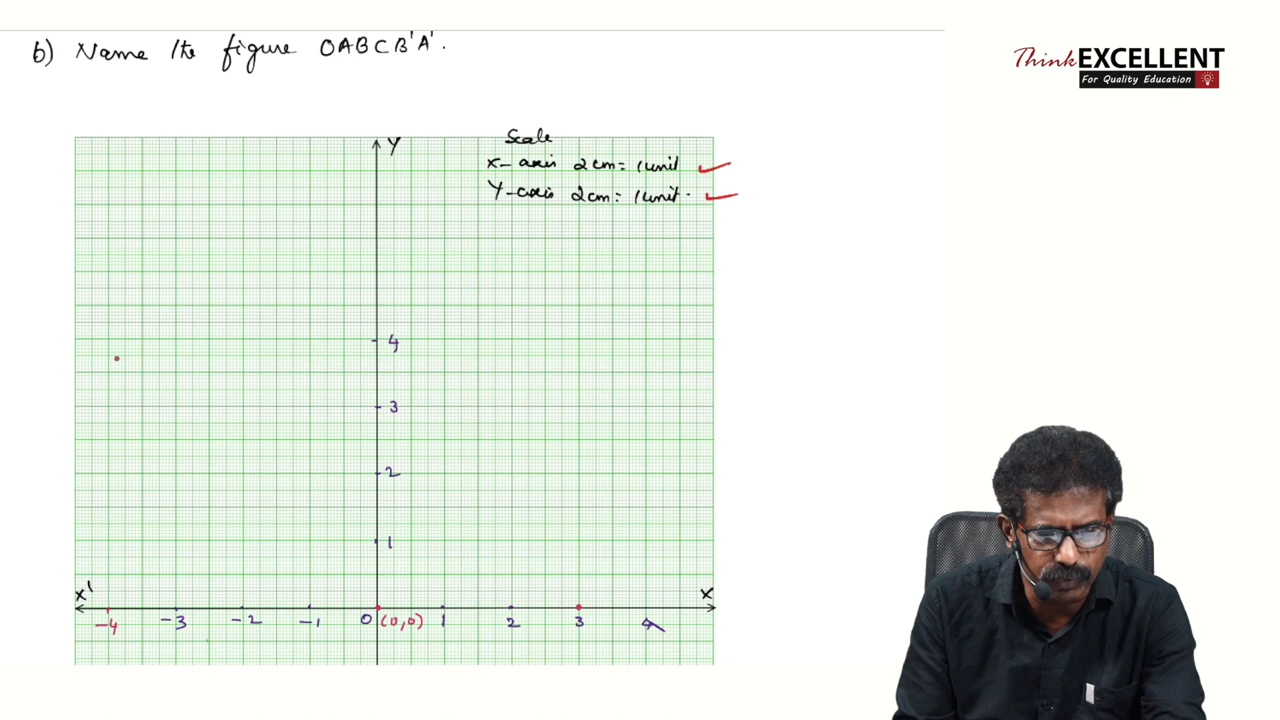 b) Name the figure OABCB'A'.
Think EXCELLENT
For Quality Education
Scale
X-axis 2cm = 1unit
Y-axis 2cm = 1unit
Y
4
3
2
1
X' X
-4 -3 -2 -1 0 (0,0) 1 2 3 4